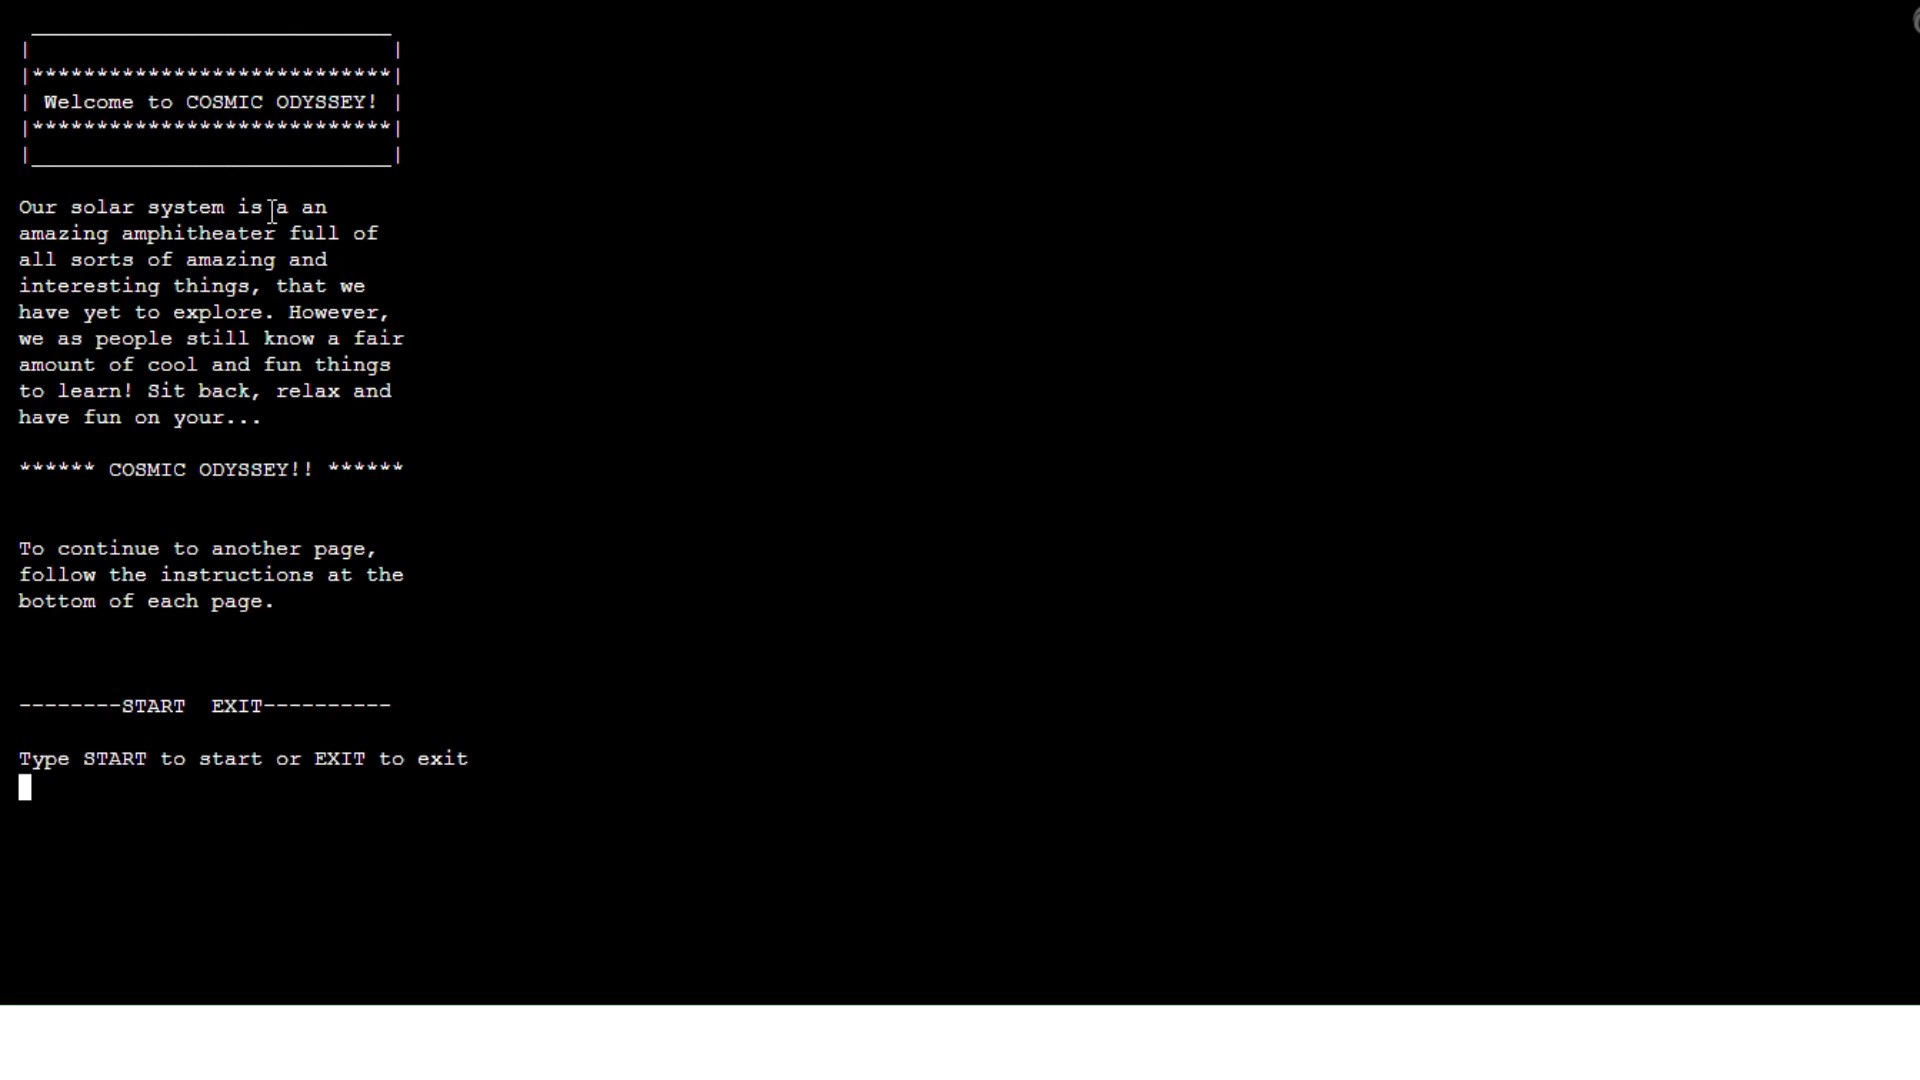 ____________________________
|                            |
|****************************|
| Welcome to COSMIC ODYSSEY! |
|****************************|
|____________________________|
Our solar system is a an
amazing amphitheater full of
all sorts of amazing and
interesting things, that we
have yet to explore. However,
we as people still know a fair
amount of cool and fun things
to learn! Sit back, relax and
have fun on your...
****** COSMIC ODYSSEY!! ******
To continue to another page,
follow the instructions at the
bottom of each page.
--------START  EXIT----------
Type START to start or EXIT to exit